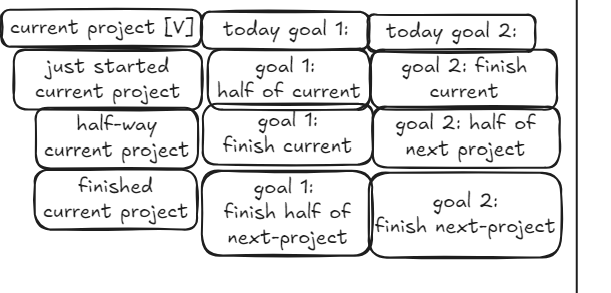 current project [V]
today goal 1:
today goal 2:
just started
current project
goal 1:
half of current
goal 2: finish
current
half-way
current project
goal 1:
finish current
goal 2: half of
next project
finished
current project
goal 1:
finish half of
next-project
goal 2:
finish next-project